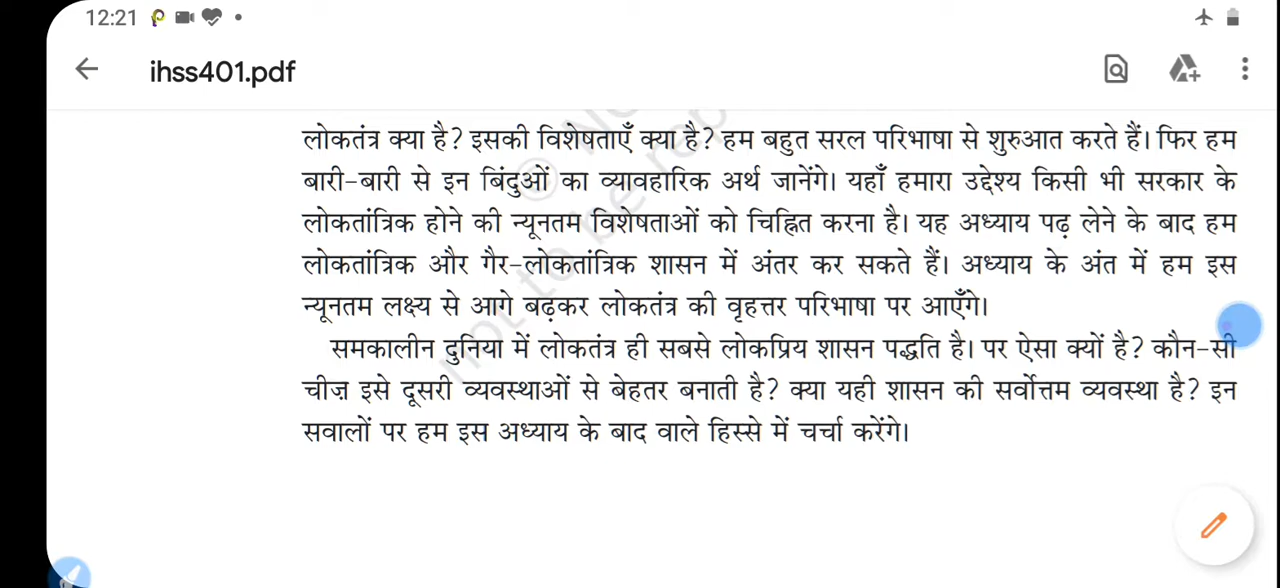 12:21
ihss401.pdf
लोकतंत्र क्या है? इसकी विशेषताएँ क्या है? हम बहुत सरल परिभाषा से शुरुआत करते हैं। फिर हम
बारी-बारी से इन बिंदुओं का व्यावहारिक अर्थ जानेंगे। यहाँ हमारा उद्देश्य किसी भी सरकार के
लोकतांत्रिक होने की न्यूनतम विशेषताओं को चिह्नित करना है। यह अध्याय पढ़ लेने के बाद हम
लोकतांत्रिक और गैर-लोकतांत्रिक शासन में अंतर कर सकते हैं। अध्याय के अंत में हम इस
न्यूनतम लक्ष्य से आगे बढ़कर लोकतंत्र की वृहत्तर परिभाषा पर आएँगे।
समकालीन दुनिया में लोकतंत्र ही सबसे लोकप्रिय शासन पद्धति है। पर ऐसा क्यों है? कौन-सी
चीज़ इसे दूसरी व्यवस्थाओं से बेहतर बनाती है? क्या यही शासन की सर्वोत्तम व्यवस्था है? इन
सवालों पर हम इस अध्याय के बाद वाले हिस्से में चर्चा करेंगे।
not to be